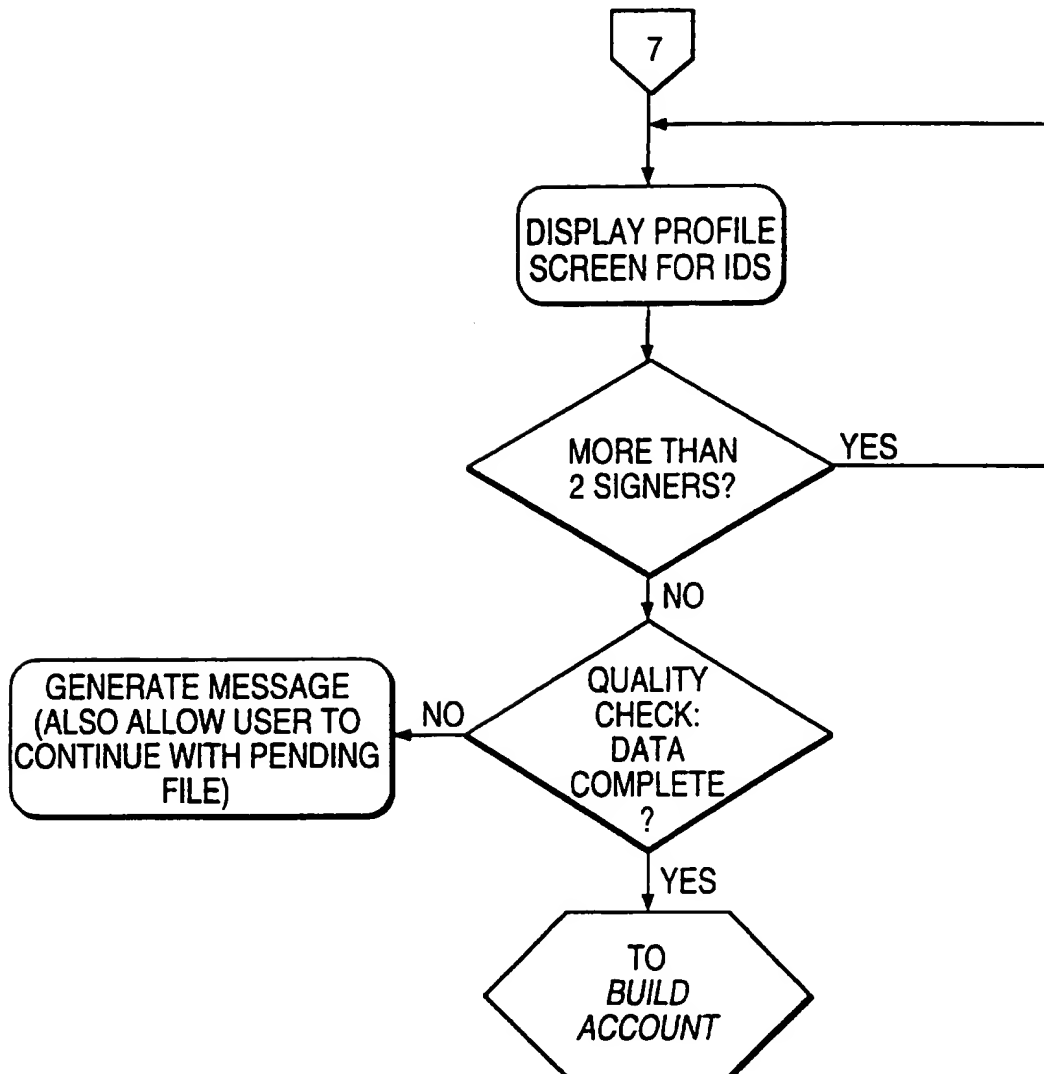 7
DISPLAY PROFILE
SCREEN FOR IDS
MORE THAN
2 SIGNERS?
YES
NO
QUALITY
CHECK:
DATA
COMPLETE
?
NO
GENERATE MESSAGE
(ALSO ALLOW USER TO
CONTINUE WITH PENDING
FILE)
YES
TO
BUILD
ACCOUNT